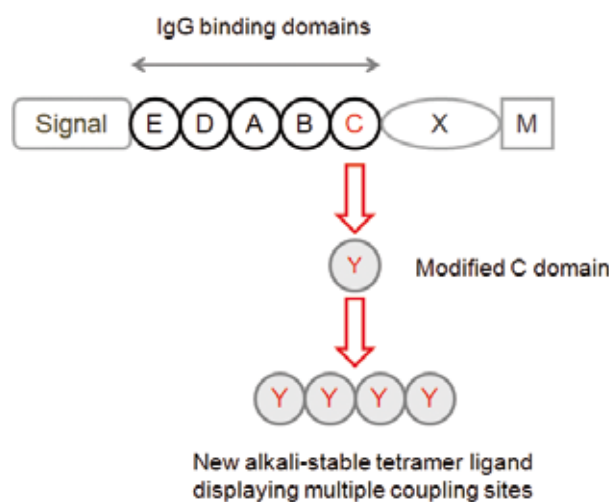 IgG binding domains
Signal E D A B C X M
Y Modified C domain
Y Y Y Y
New alkali-stable tetramer ligand
displaying multiple coupling sites